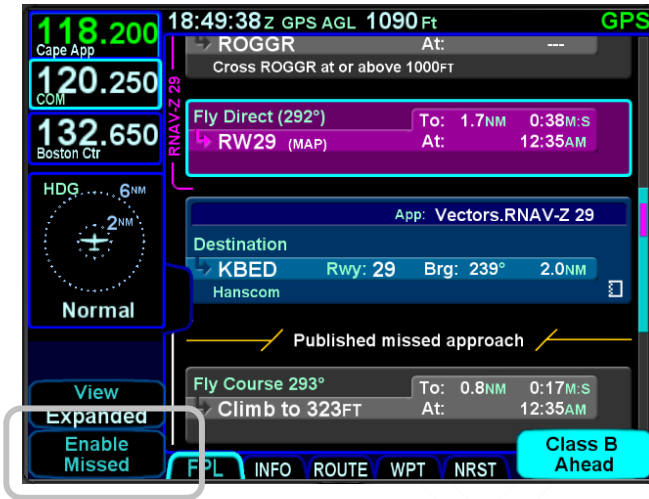 118.200
Cape App
120.250
COM
132.650
Boston Ctr
HDG 6NM
2NM
Normal
View
Expanded
Enable
Missed
18:49:38Z GPS AGL 1090 Ft GPS
RNAV-Z 29
ROGGR At: ---
Cross ROGGR at or above 1000FT
Fly Direct (292°) To: 1.7NM 0:38M:S
RW29 (MAP) At: 12:35AM
App: Vectors.RNAV-Z 29
Destination
KBED Rwy: 29 Brg: 239° 2.0NM
Hanscom
Published missed approach
Fly Course 293° To: 0.8NM 0:17M:S
Climb to 323FT At: 12:35AM
FPL INFO ROUTE WPT NRST
Class B
Ahead